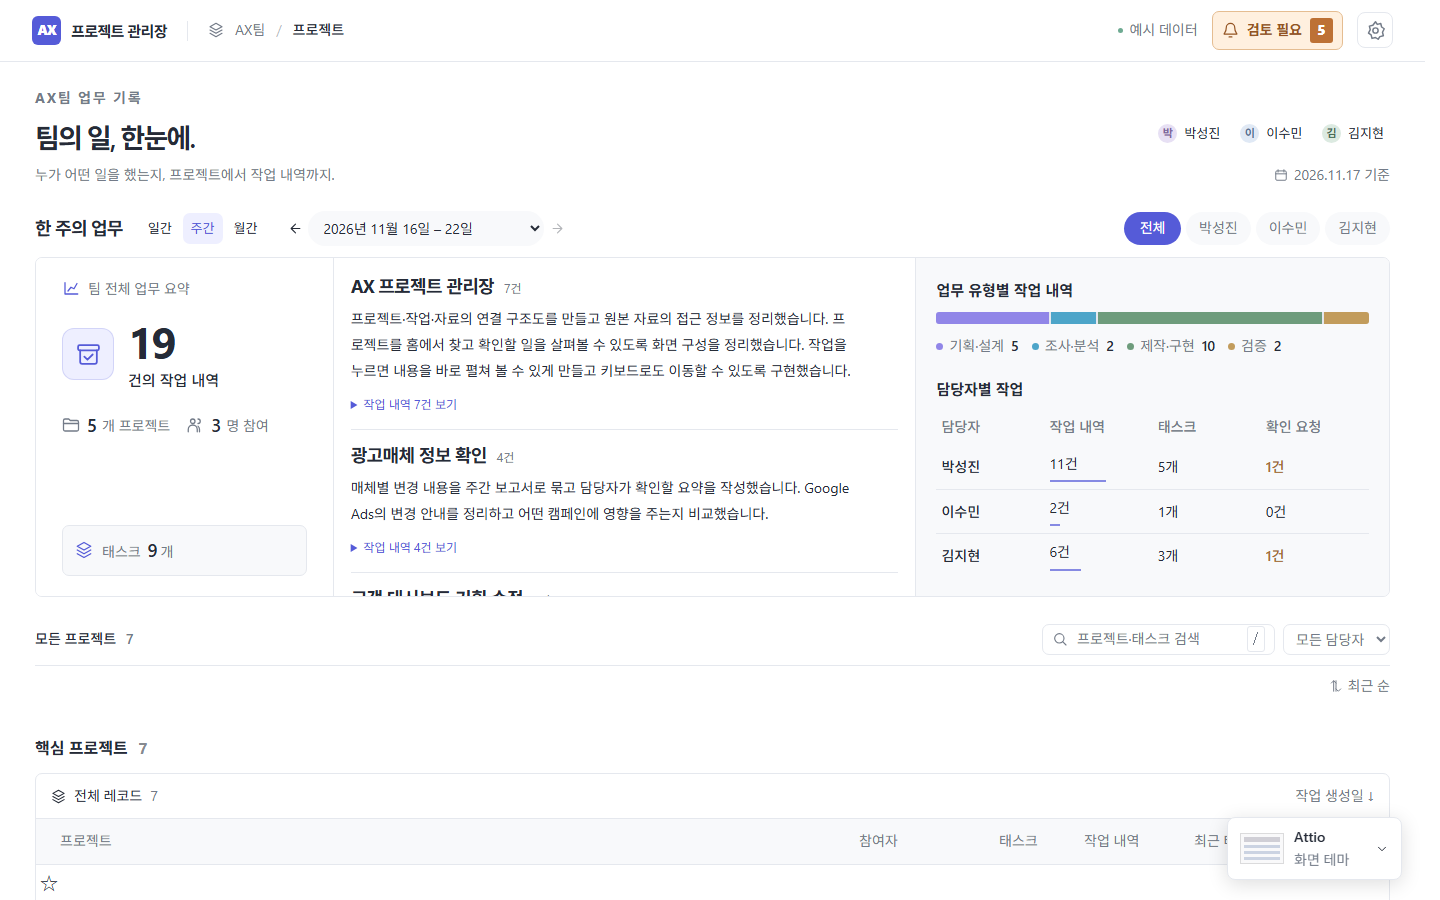 AX 프로젝트 관리장 AX팀 / 프로젝트 예시 데이터 검토 필요 5
AX팀 업무 기록
팀의 일, 한눈에.
박 박성진 이 이수민 김 김지현
누가 어떤 일을 했는지, 프로젝트에서 작업 내역까지.
2026.11.17 기준
한 주의 업무 일간 주간 월간 ← 2026년 11월 16일 – 22일 → 전체 박성진 이수민 김지현
팀 전체 업무 요약
19
건의 작업 내역
5 개 프로젝트 3 명 참여
태스크 9 개
AX 프로젝트 관리장 7건
프로젝트·작업·자료의 연결 구조도를 만들고 원본 자료의 접근 정보를 정리했습니다. 프
로젝트를 홈에서 찾고 확인할 일을 살펴볼 수 있도록 화면 구성을 정리했습니다. 작업을
누르면 내용을 바로 펼쳐 볼 수 있게 만들고 키보드로도 이동할 수 있도록 구현했습니다.
▶ 작업 내역 7건 보기
광고매체 정보 확인 4건
매체별 변경 내용을 주간 보고서로 묶고 담당자가 확인할 요약을 작성했습니다. Google
Ads의 변경 안내를 정리하고 어떤 캠페인에 영향을 주는지 비교했습니다.
▶ 작업 내역 4건 보기
업무 유형별 작업 내역
기획·설계 5 조사·분석 2 제작·구현 10 검증 2
담당자별 작업
담당자 작업 내역 태스크 확인 요청
박성진 11건 5개 1건
이수민 2건 1개 0건
김지현 6건 3개 1건
모든 프로젝트 7
프로젝트·태스크 검색 / 모든 담당자
최근 순
핵심 프로젝트 7
전체 레코드 7 작업 생성일 ↓
프로젝트 참여자 태스크 작업 내역 최근
Attio
화면 테마